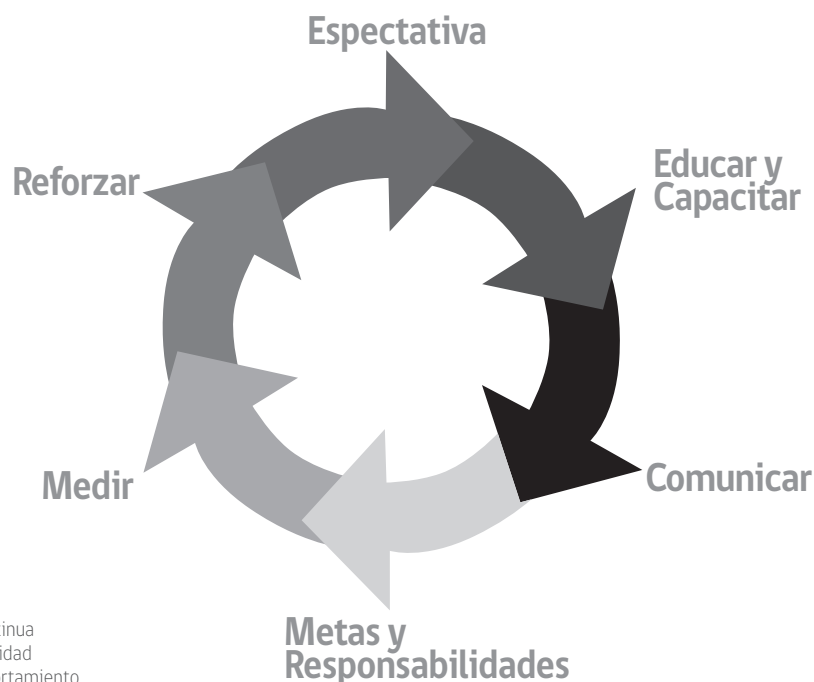 Espectativa
Educar y
Capacitar
Reforzar
Comunicar
Medir
Metas y
Responsabilidades